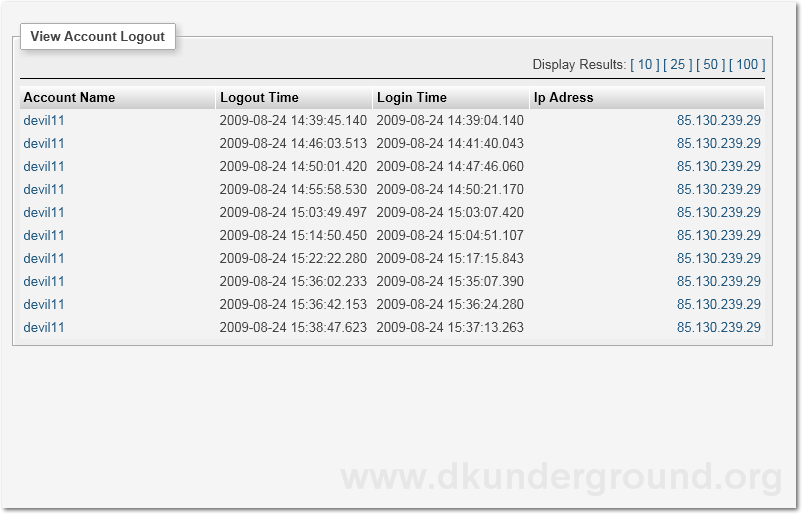 View Account Logout
Display Results: [ 10 ] [ 25 ] [ 50 ] [ 100 ]
Account Name Logout Time Login Time Ip Adress
devil11 2009-08-24 14:39:45.140 2009-08-24 14:39:04.140 85.130.239.29
devil11 2009-08-24 14:46:03.513 2009-08-24 14:41:40.043 85.130.239.29
devil11 2009-08-24 14:50:01.420 2009-08-24 14:47:46.060 85.130.239.29
devil11 2009-08-24 14:55:58.530 2009-08-24 14:50:21.170 85.130.239.29
devil11 2009-08-24 15:03:49.497 2009-08-24 15:03:07.420 85.130.239.29
devil11 2009-08-24 15:14:50.450 2009-08-24 15:04:51.107 85.130.239.29
devil11 2009-08-24 15:22:22.280 2009-08-24 15:17:15.843 85.130.239.29
devil11 2009-08-24 15:36:02.233 2009-08-24 15:35:07.390 85.130.239.29
devil11 2009-08-24 15:36:42.153 2009-08-24 15:36:24.280 85.130.239.29
devil11 2009-08-24 15:38:47.623 2009-08-24 15:37:13.263 85.130.239.29
www.dkunderground.org